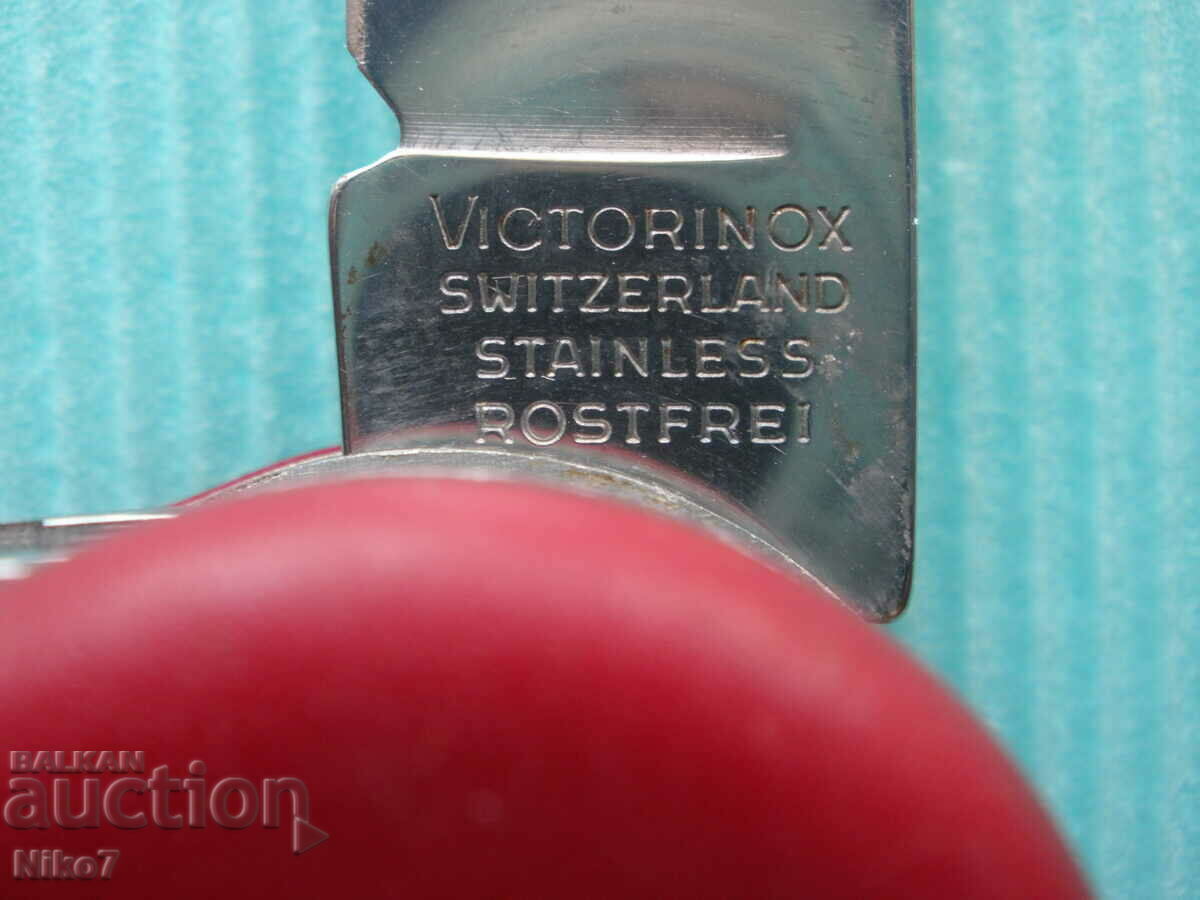 VICTORINOX
SWITZERLAND
STAINLESS
ROSTFREI
BALKAN
auction
Niko7